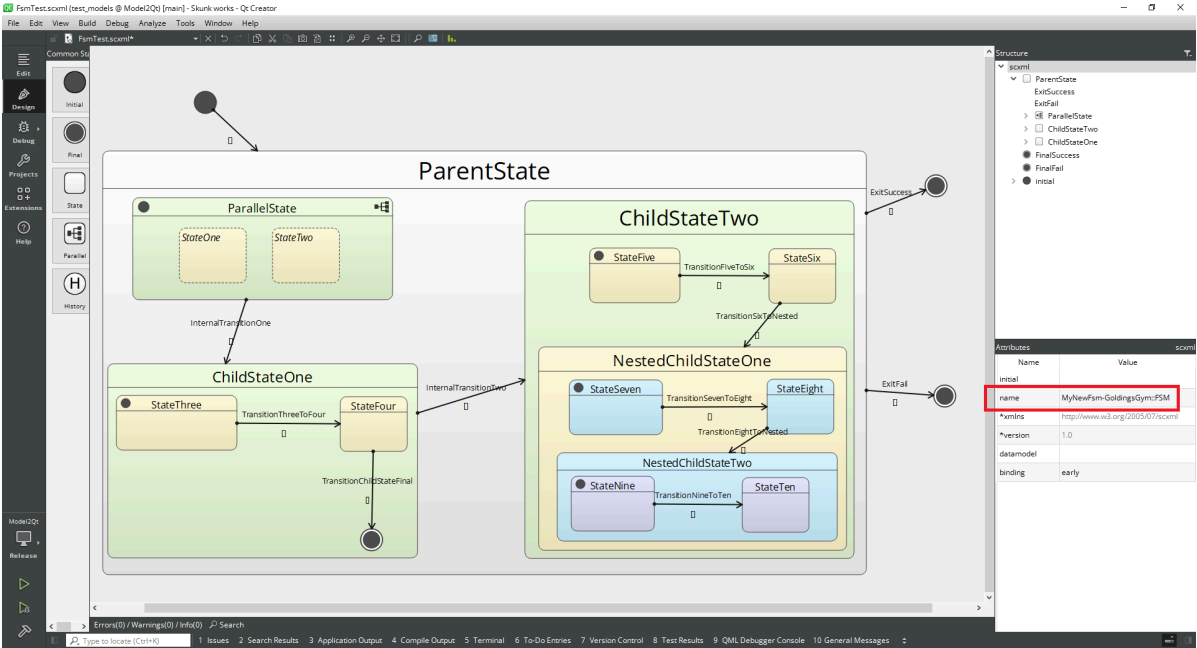 FsmTest.scxml (test_models @ Model2Qt) [main] - Skunk works - Qt Creator
File Edit View Build Debug Analyze Tools Window Help
FsmTest.scxml*
Edit
Design
Debug
Projects
Extensions
Help
Model2Qt
Release
Common Sta
Initial
Final
State
Parallel
H
History
ParentState
ParallelState
StateOne
StateTwo
InternalTransitionOne
ChildStateOne
StateThree
TransitionThreeToFour
StateFour
TransitionChildStateFinal
InternalTransitionTwo
ChildStateTwo
StateFive
TransitionFiveToSix
StateSix
TransitionSixToNested
NestedChildStateOne
StateSeven
TransitionSevenToEight
StateEight
TransitionEightToNested
NestedChildStateTwo
StateNine
TransitionNineToTen
StateTen
ExitSuccess
ExitFail
Structure
scxml
ParentState
ExitSuccess
ExitFail
ParallelState
ChildStateTwo
ChildStateOne
FinalSuccess
FinalFail
initial
Attributes scxml
Name Value
initial
name MyNewFsm-GoldingsGym::FSM
*xmlns http://www.w3.org/2005/07/scxml
*version 1.0
datamodel
binding early
Errors(0) / Warnings(0) / Info(0) Search
Type to locate (Ctrl+K) 1 Issues 2 Search Results 3 Application Output 4 Compile Output 5 Terminal 6 To-Do Entries 7 Version Control 8 Test Results 9 QML Debugger Console 10 General Messages